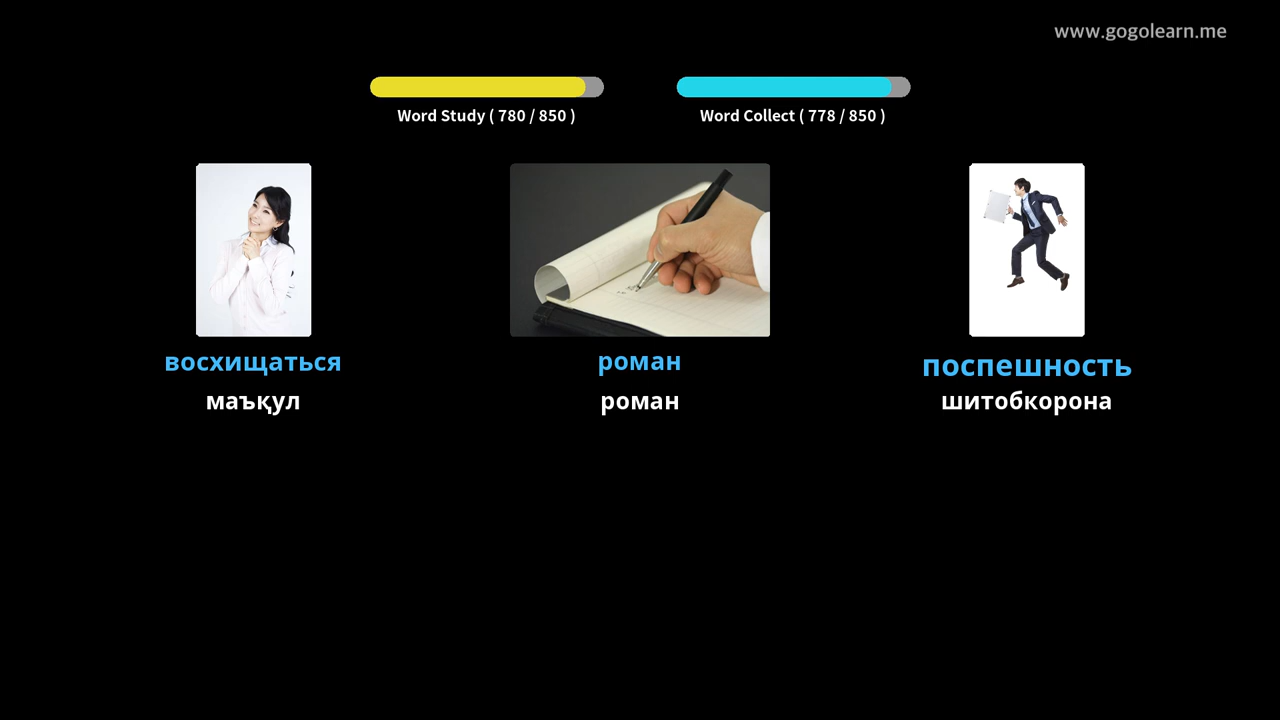 www.gogolearn.me
Word Study ( 780 / 850 )
Word Collect ( 778 / 850 )
восхищаться
маъқул
роман
роман
поспешность
шитобкорона